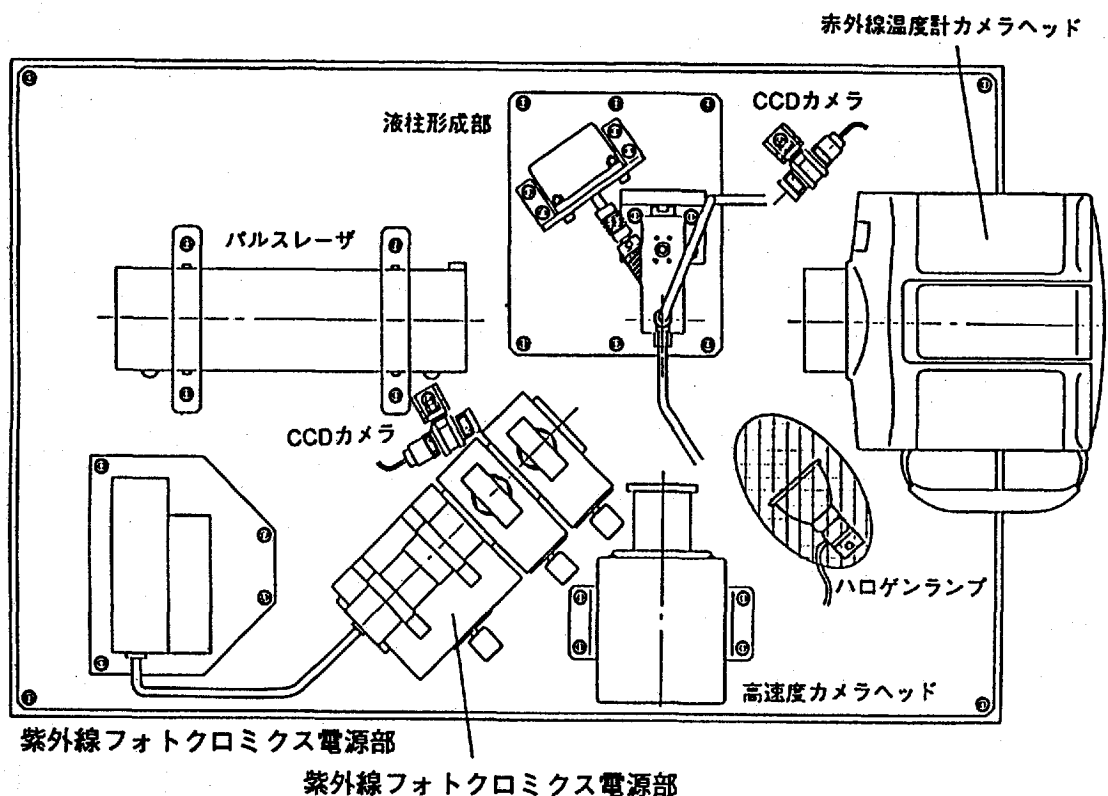 赤外線温度計カメラヘッド
CCDカメラ
液柱形成部
パルスレーザ
CCDカメラ
ハロゲンランプ
高速度カメラヘッド
紫外線フォトクロミクス電源部
紫外線フォトクロミクス電源部